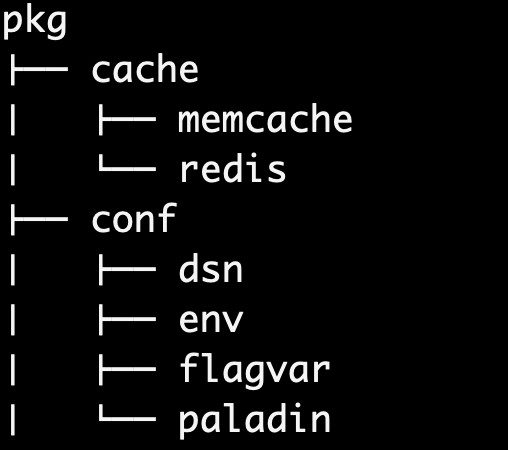 pkg
├── cache
│   ├── memcache
│   └── redis
├── conf
│   ├── dsn
│   ├── env
│   ├── flagvar
│   └── paladin